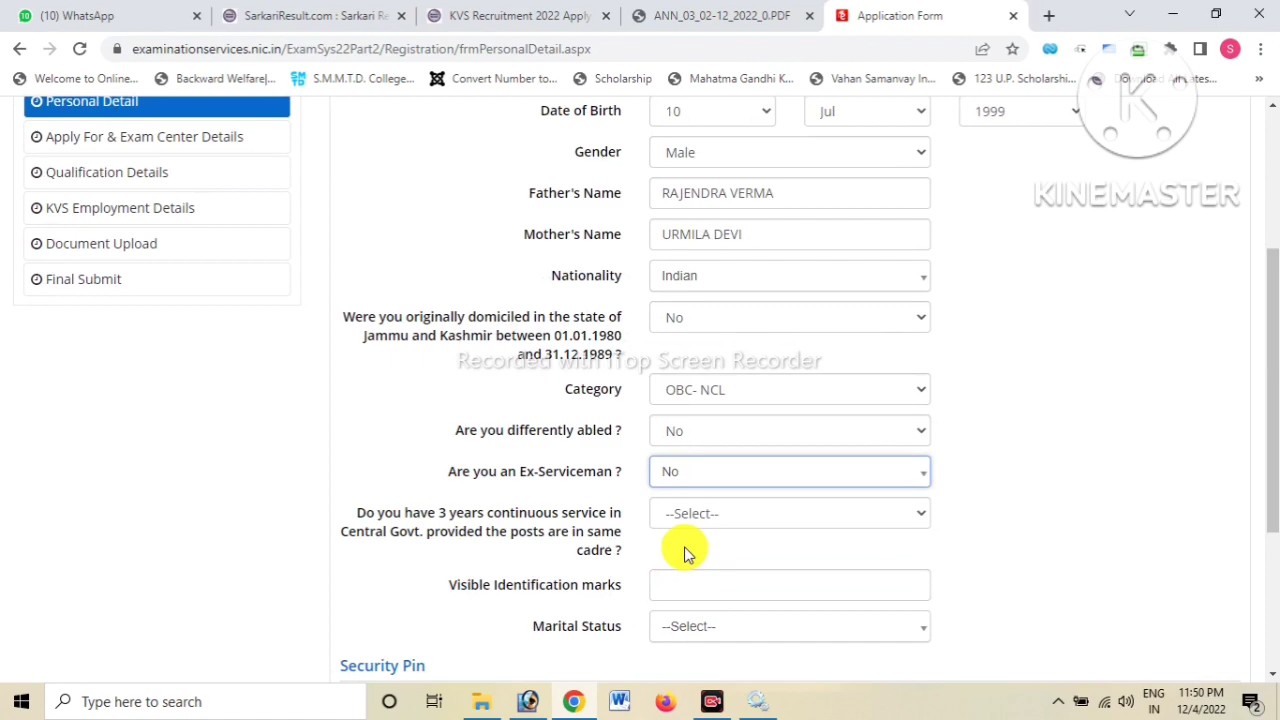 (10) WhatsApp
SarkariResult.com : Sarkari Re
KVS Recruitment 2022 Apply
ANN_03_02-12_2022_0.PDF
Application Form
examinationservices.nic.in/ExamSys22Part2/Registration/frmPersonalDetail.aspx
S
Welcome to Online...
Backward Welfare|...
S.M.M.T.D. College...
Convert Number to...
Scholarship
Mahatma Gandhi K...
Vahan Samanvay In...
123 U.P. Scholarshi...
»
Personal Detail
Apply For & Exam Center Details
Qualification Details
KVS Employment Details
Document Upload
Final Submit
Date of Birth 10 Jul 1999
Gender Male
Father's Name RAJENDRA VERMA
Mother's Name URMILA DEVI
Nationality Indian
Were you originally domiciled in the state of No
Jammu and Kashmir between 01.01.1980
and 31.12.1989 ?
Category OBC- NCL
Are you differently abled ? No
Are you an Ex-Serviceman ? No
Do you have 3 years continuous service in --Select--
Central Govt. provided the posts are in same
cadre ?
Visible Identification marks
Marital Status --Select--
Security Pin
K
KINEMASTER
Recorded with iTop Screen Recorder
Type here to search
ENG
IN
11:50 PM
12/4/2022
2